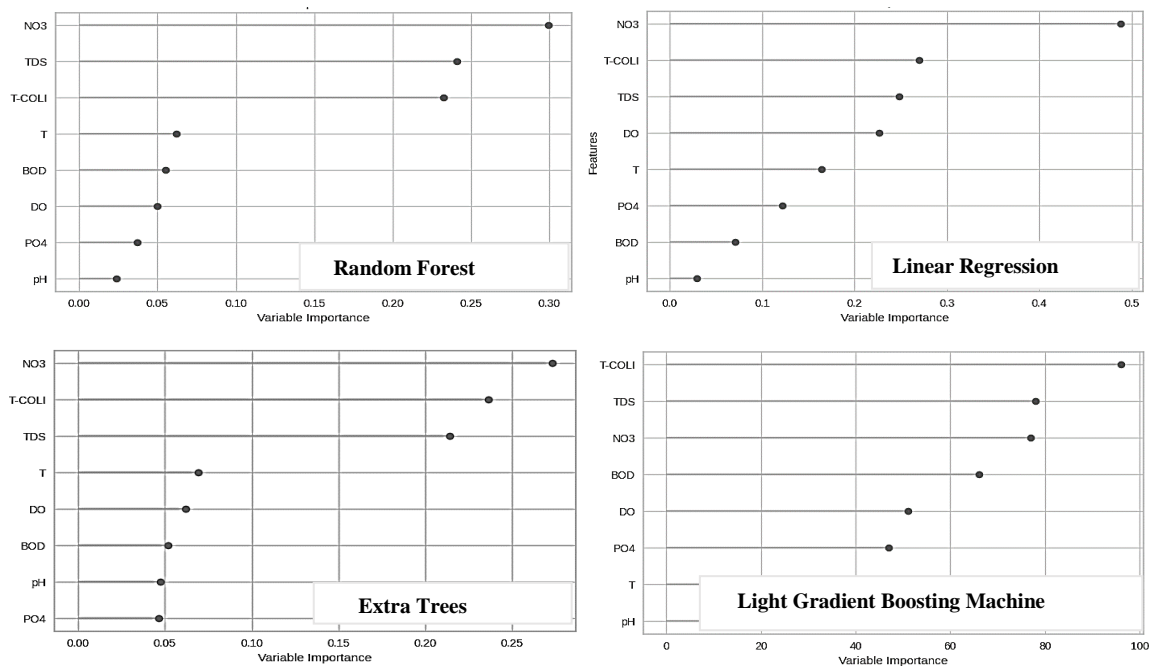 NO3
TDS
T-COLI
T
BOD
DO
PO4
pH
Random Forest
0.00 0.05 0.10 0.15 0.20 0.25 0.30
Variable Importance
NO3
T-COLI
TDS
DO
T
PO4
BOD
pH
Features
Linear Regression
0.0 0.1 0.2 0.3 0.4 0.5
Variable Importance
NO3
T-COLI
TDS
T
DO
BOD
pH
PO4
Extra Trees
0.00 0.05 0.10 0.15 0.20 0.25
Variable Importance
T-COLI
TDS
NO3
BOD
DO
PO4
T
pH
Light Gradient Boosting Machine
0 20 40 60 80 100
Variable Importance